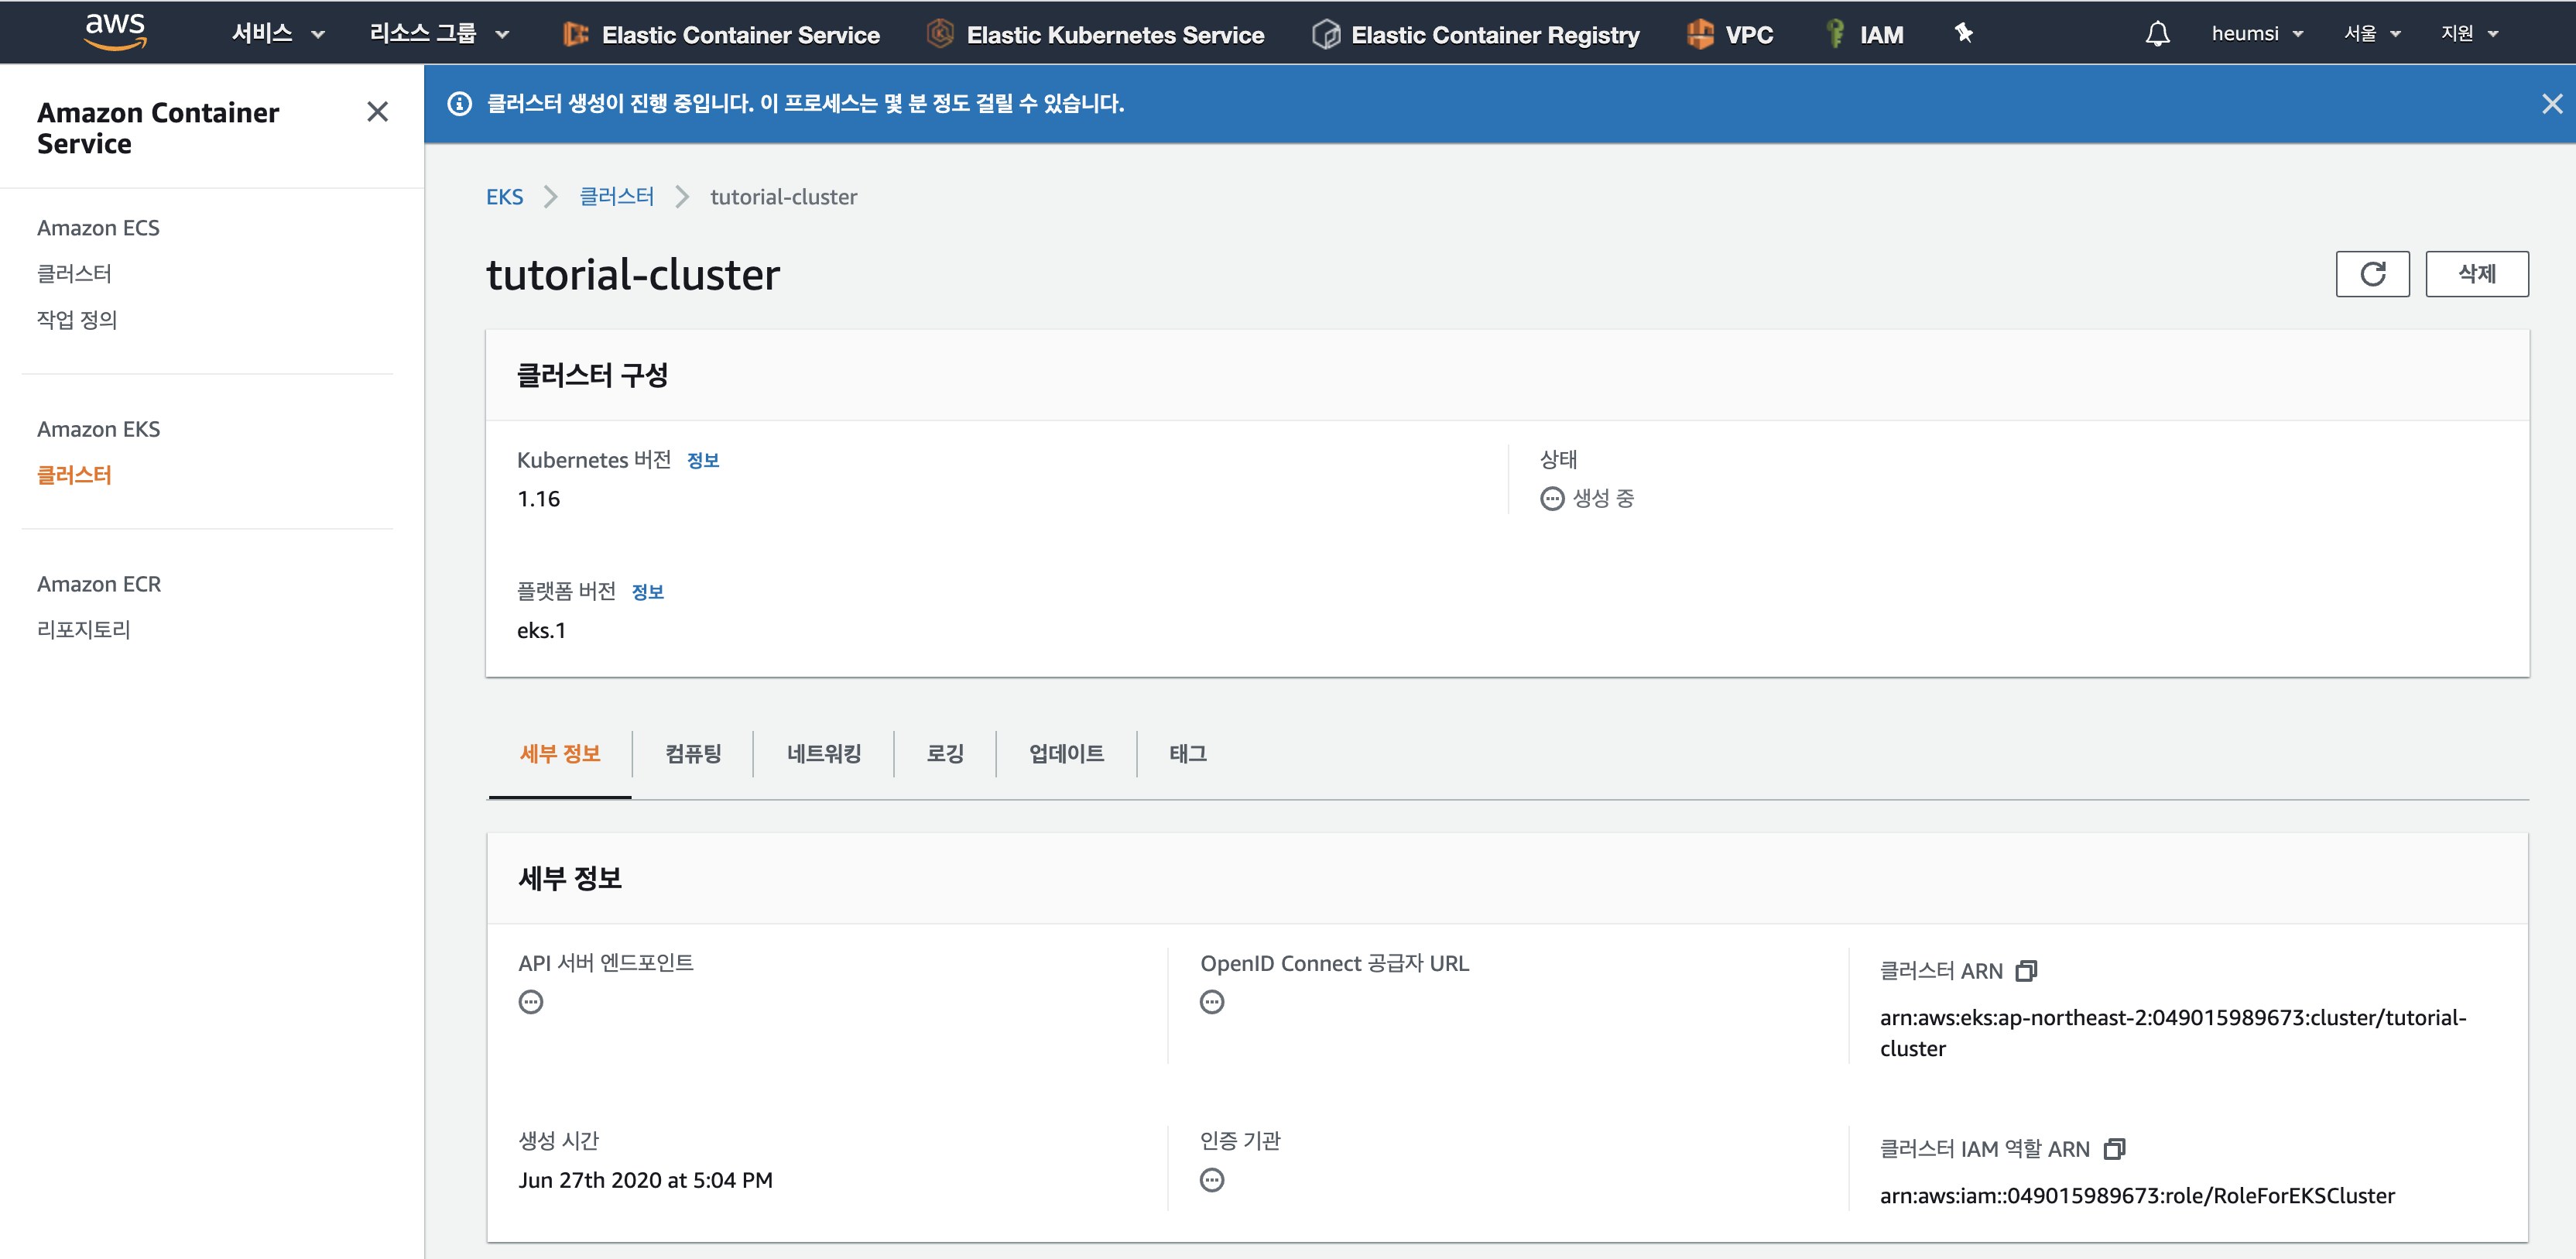 aws
서비스
리소스 그룹
Elastic Container Service
Elastic Kubernetes Service
Elastic Container Registry
VPC
IAM
heumsi
서울
지원
Amazon Container
Service
Amazon ECS
클러스터
작업 정의
Amazon EKS
클러스터
Amazon ECR
리포지토리
클러스터 생성이 진행 중입니다. 이 프로세스는 몇 분 정도 걸릴 수 있습니다.
EKS
클러스터
tutorial-cluster
tutorial-cluster
삭제
클러스터 구성
Kubernetes 버전 정보
1.16
상태
생성 중
플랫폼 버전 정보
eks.1
세부 정보
컴퓨팅
네트워킹
로깅
업데이트
태그
세부 정보
API 서버 엔드포인트
OpenID Connect 공급자 URL
클러스터 ARN
arn:aws:eks:ap-northeast-2:049015989673:cluster/tutorial-
cluster
생성 시간
Jun 27th 2020 at 5:04 PM
인증 기관
클러스터 IAM 역할 ARN
arn:aws:iam::049015989673:role/RoleForEKSCluster